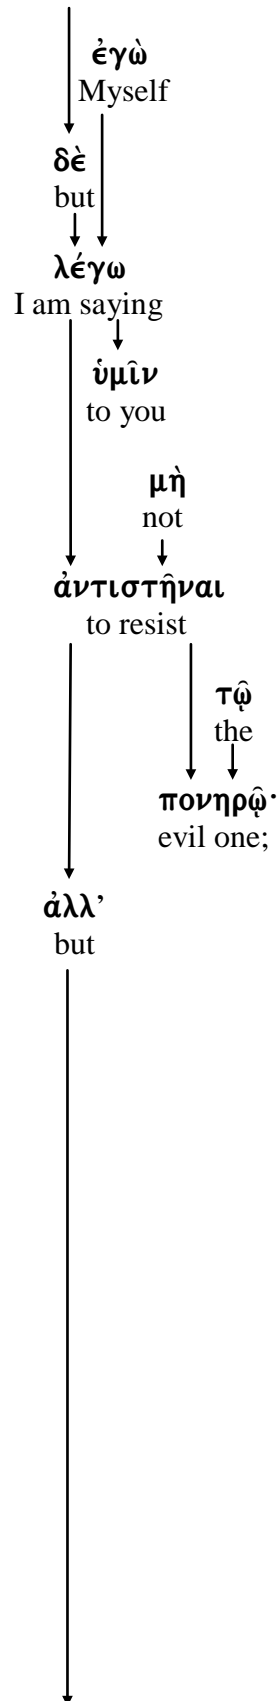 ἐγὼ
Myself
δὲ
but
λέγω
I am saying
ὑμῖν
to you
μὴ
not
ἀντιστῆναι
to resist
τῷ
the
πονηρῷ·
evil one;
ἀλλ’
but